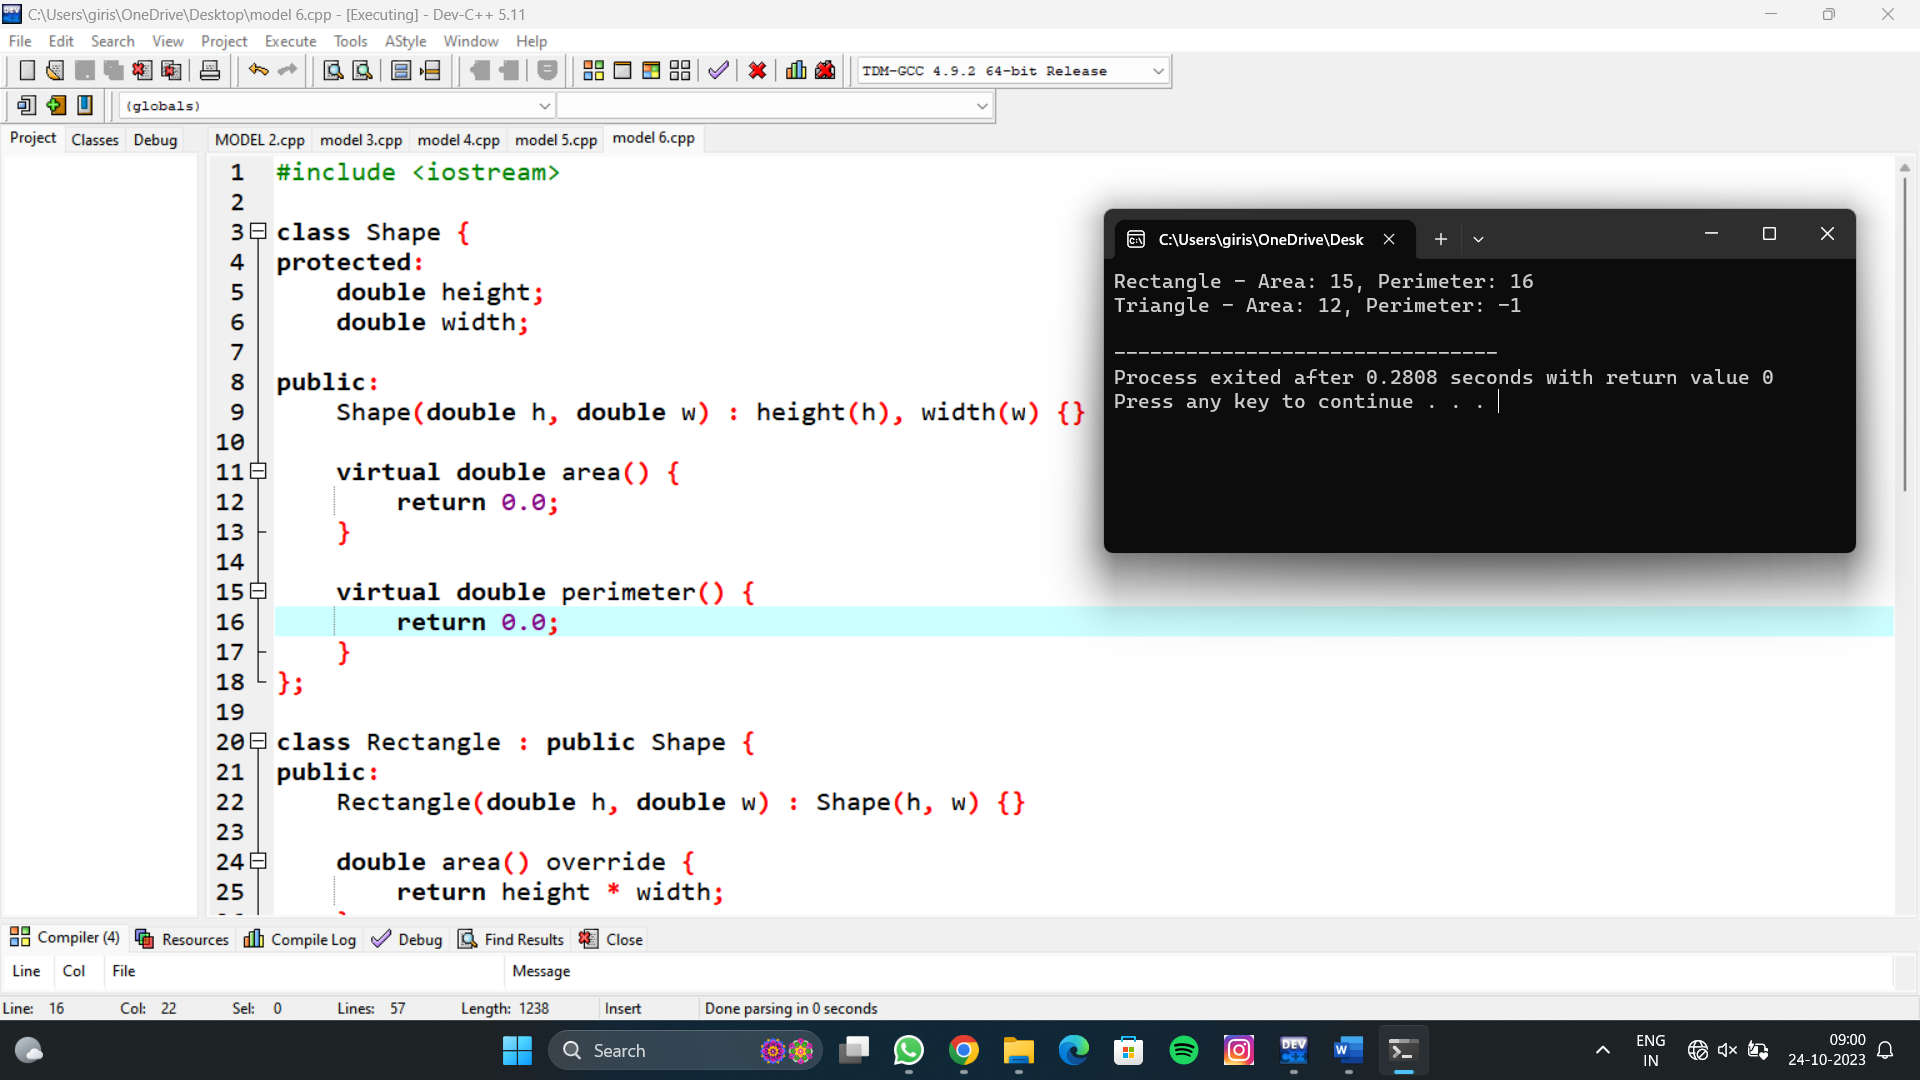 C:\Users\giris\OneDrive\Desktop\model 6.cpp - [Executing] - Dev-C++ 5.11
File Edit Search View Project Execute Tools AStyle Window Help
TDM-GCC 4.9.2 64-bit Release
(globals)
Project Classes Debug MODEL 2.cpp model 3.cpp model 4.cpp model 5.cpp model 6.cpp
1 #include <iostream>
2
3 class Shape {
4 protected:
5 double height;
6 double width;
7
8 public:
9 Shape(double h, double w) : height(h), width(w) {}
10
11 virtual double area() {
12 return 0.0;
13 }
14
15 virtual double perimeter() {
16 return 0.0;
17 }
18 };
19
20 class Rectangle : public Shape {
21 public:
22 Rectangle(double h, double w) : Shape(h, w) {}
23
24 double area() override {
25 return height * width;
C:\Users\giris\OneDrive\Desk
Rectangle - Area: 15, Perimeter: 16
Triangle - Area: 12, Perimeter: -1
--------------------------------
Process exited after 0.2808 seconds with return value 0
Press any key to continue . . .
Compiler (4) Resources Compile Log Debug Find Results Close
Line Col File Message
Line: 16 Col: 22 Sel: 0 Lines: 57 Length: 1238 Insert Done parsing in 0 seconds
Search
DEV C++
W
ENG
IN
09:00
24-10-2023